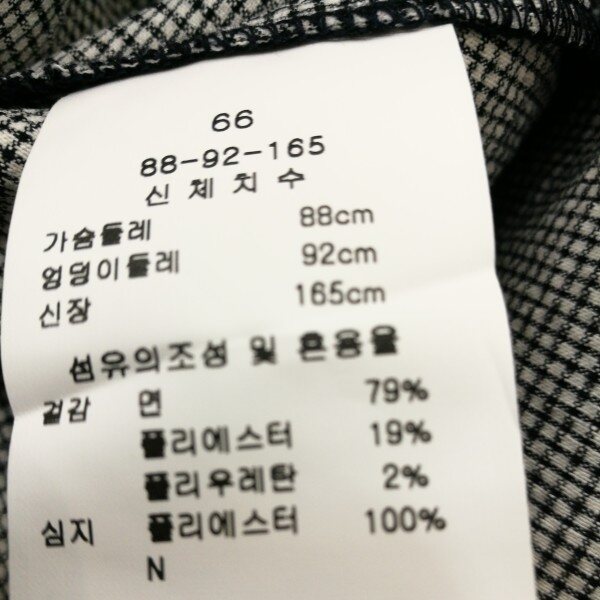 66
88-92-165
신체치수
가슴둘레 88cm
엉덩이둘레 92cm
신장 165cm
섬유의조성 및 혼용율
겉감 면 79%
폴리에스터 19%
폴리우레탄 2%
심지 폴리에스터 100%
N